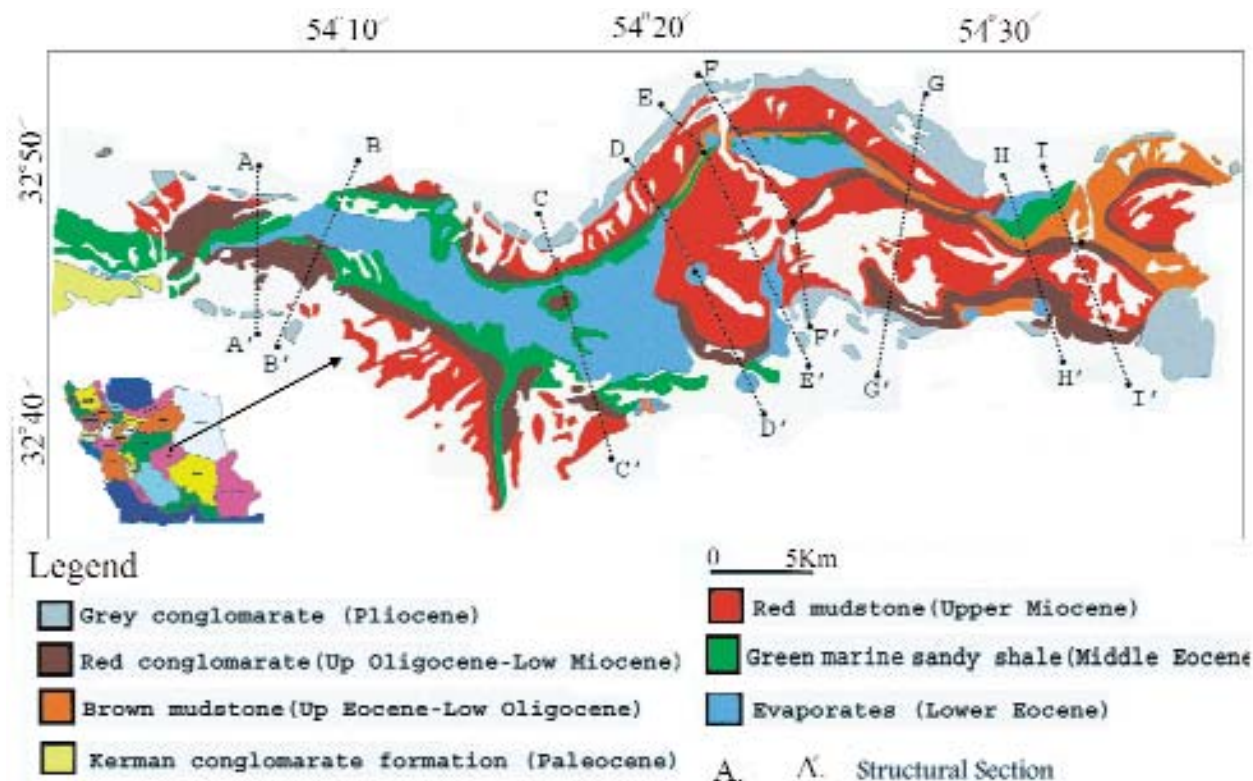 54°10′ 54°20′ 54°30′
32°50′
32°40′
A
B
C
D
E
F
G
H
I
A′
B′
C′
D′
E′
F′
G′
H′
I′
Legend
Grey conglomarate (Pliocene)
Red conglomarate(Up Oligocene-Low Miocene)
Brown mudstone(Up Eocene-Low Oligocene)
Kerman conglomarate formation (Paleocene)
0 5Km
Red mudstone(Upper Miocene)
Green marine sandy shale(Middle Eocene
Evaporates (Lower Eocene)
A. A′. Structural Section